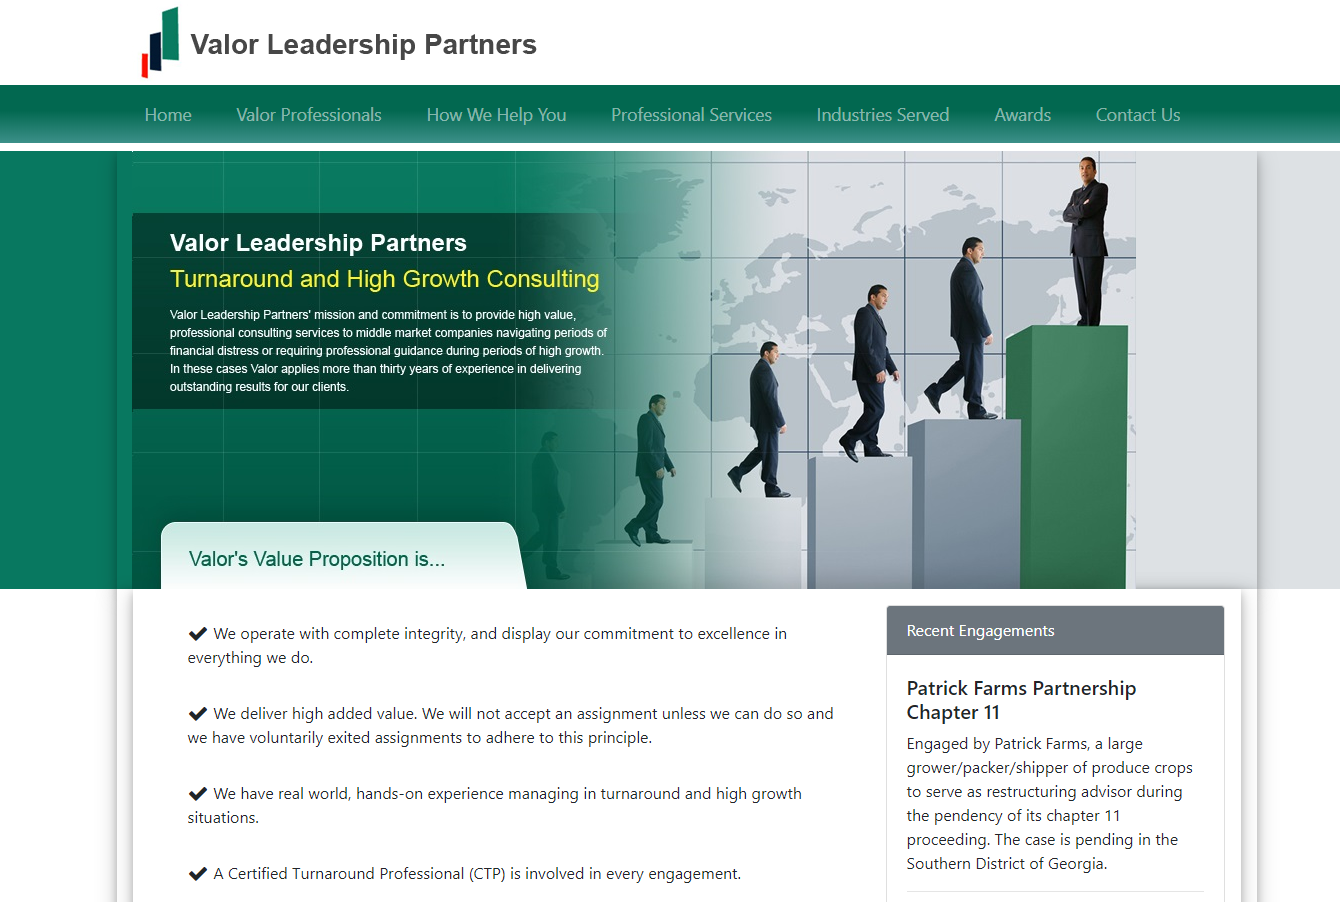 Valor Leadership Partners
Home
Valor Professionals
How We Help You
Professional Services
Industries Served
Awards
Contact Us
Valor Leadership Partners
Turnaround and High Growth Consulting
Valor Leadership Partners' mission and commitment is to provide high value,
professional consulting services to middle market companies navigating periods of
financial distress or requiring professional guidance during periods of high growth.
In these cases Valor applies more than thirty years of experience in delivering
outstanding results for our clients.
Valor's Value Proposition is...
We operate with complete integrity, and display our commitment to excellence in
everything we do.
We deliver high added value. We will not accept an assignment unless we can do so and
we have voluntarily exited assignments to adhere to this principle.
We have real world, hands-on experience managing in turnaround and high growth
situations.
A Certified Turnaround Professional (CTP) is involved in every engagement.
Recent Engagements
Patrick Farms Partnership
Chapter 11
Engaged by Patrick Farms, a large
grower/packer/shipper of produce crops
to serve as restructuring advisor during
the pendency of its chapter 11
proceeding. The case is pending in the
Southern District of Georgia.